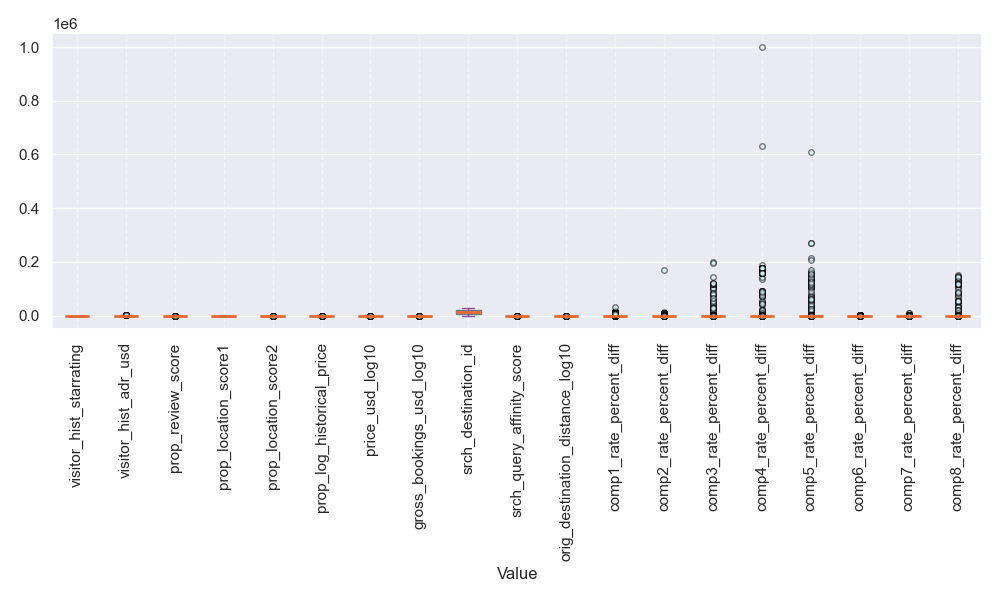 1e6
1.0
0.8
0.6
0.4
0.2
0.0
visitor_hist_starrating
visitor_hist_adr_usd
prop_review_score
prop_location_score1
prop_location_score2
prop_log_historical_price
price_usd_log10
gross_bookings_usd_log10
srch_destination_id
srch_query_affinity_score
orig_destination_distance_log10
comp1_rate_percent_diff
comp2_rate_percent_diff
comp3_rate_percent_diff
comp4_rate_percent_diff
comp5_rate_percent_diff
comp6_rate_percent_diff
comp7_rate_percent_diff
comp8_rate_percent_diff
Value